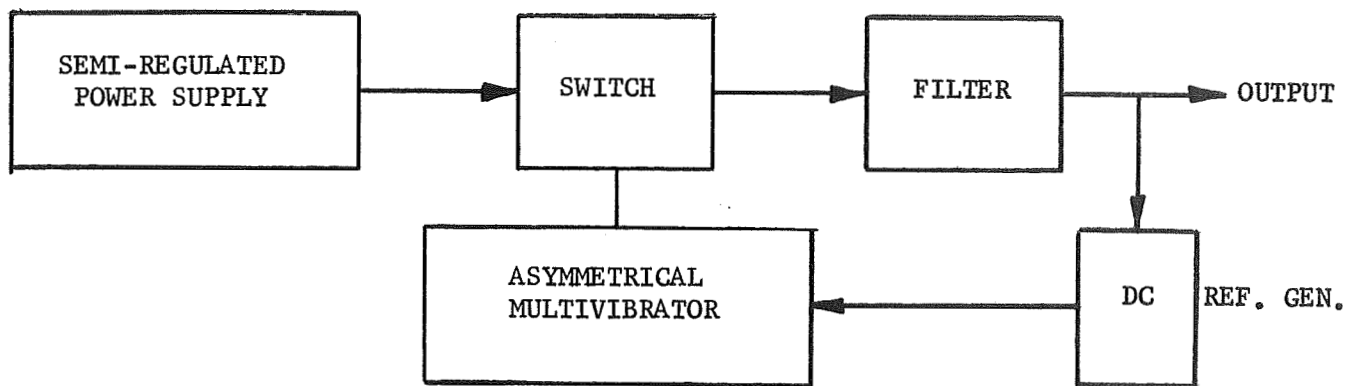 SEMI-REGULATED
POWER SUPPLY
SWITCH
FILTER
OUTPUT
ASYMMETRICAL
MULTIVIBRATOR
DC
REF. GEN.